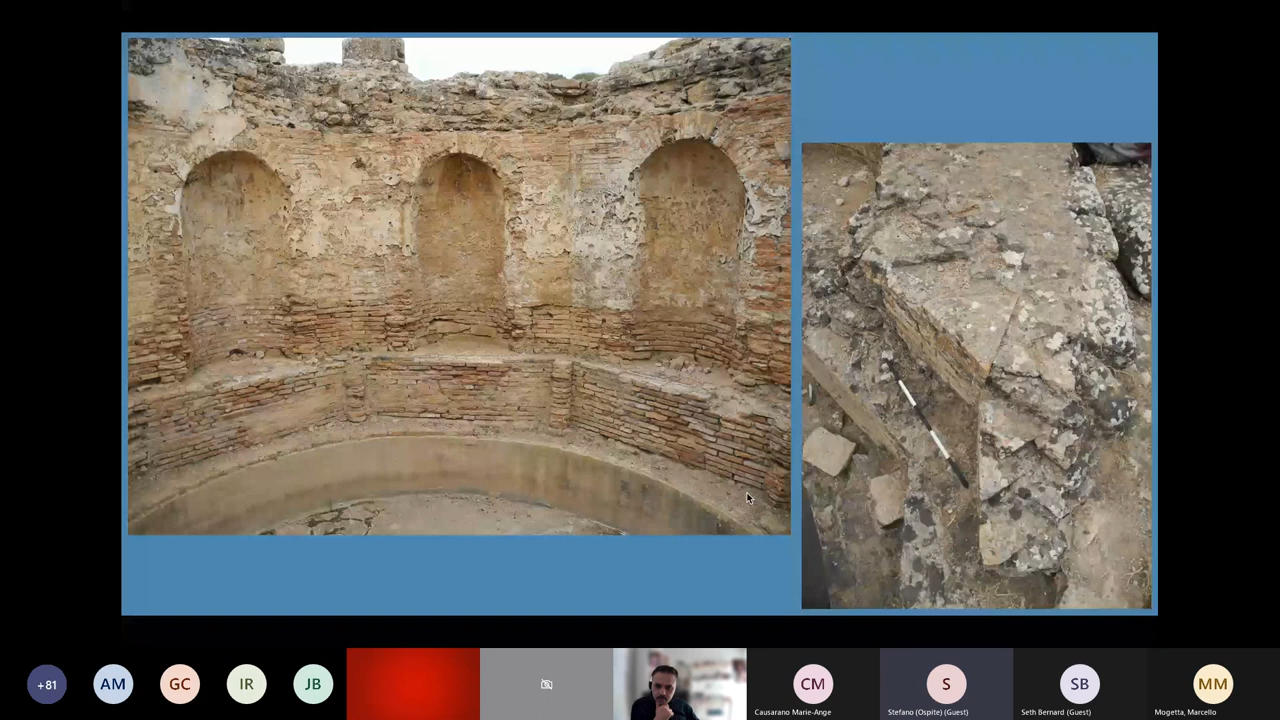 +81
AM
GC
IR
JB
CM
Causarano Marie-Ange
S
Stefano (Ospite) (Guest)
SB
Seth Bernard (Guest)
MM
Mogetta, Marcello